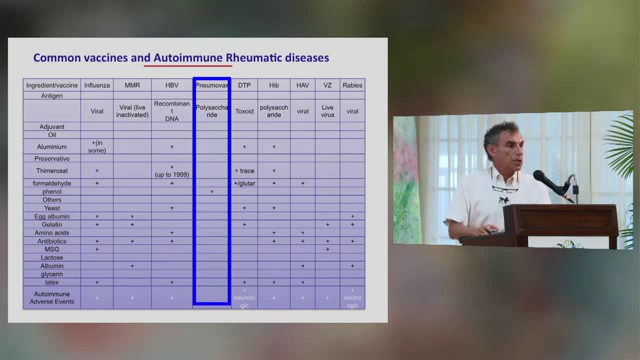 Common vaccines and Autoimmune Rheumatic diseases
Ingredient/vaccine Influenza MMR HBV Pneumovax DTP Hib HAV VZ Rabies
Antigen
Viral Viral (live inactivated) Recombinant DNA Polysaccharide Toxoid polysaccharide viral Live virus viral
Adjuvant
Oil
Aluminium +(in some) + + +
Preservative
Thimerosal + + (up to 1999) + trace +
formaldehyde + + +/glutar + +
phenol +
Others
Yeast + + +
Egg albumin + + +
Gelatin + + + + +
Amino acids + + +
Antibiotics + + + + + + +
MSG + +
Lactose
Albumin + + +
glycerin
latex + + + + +
Autoimmune Adverse Events + + + + neurologic + + + + neurologic